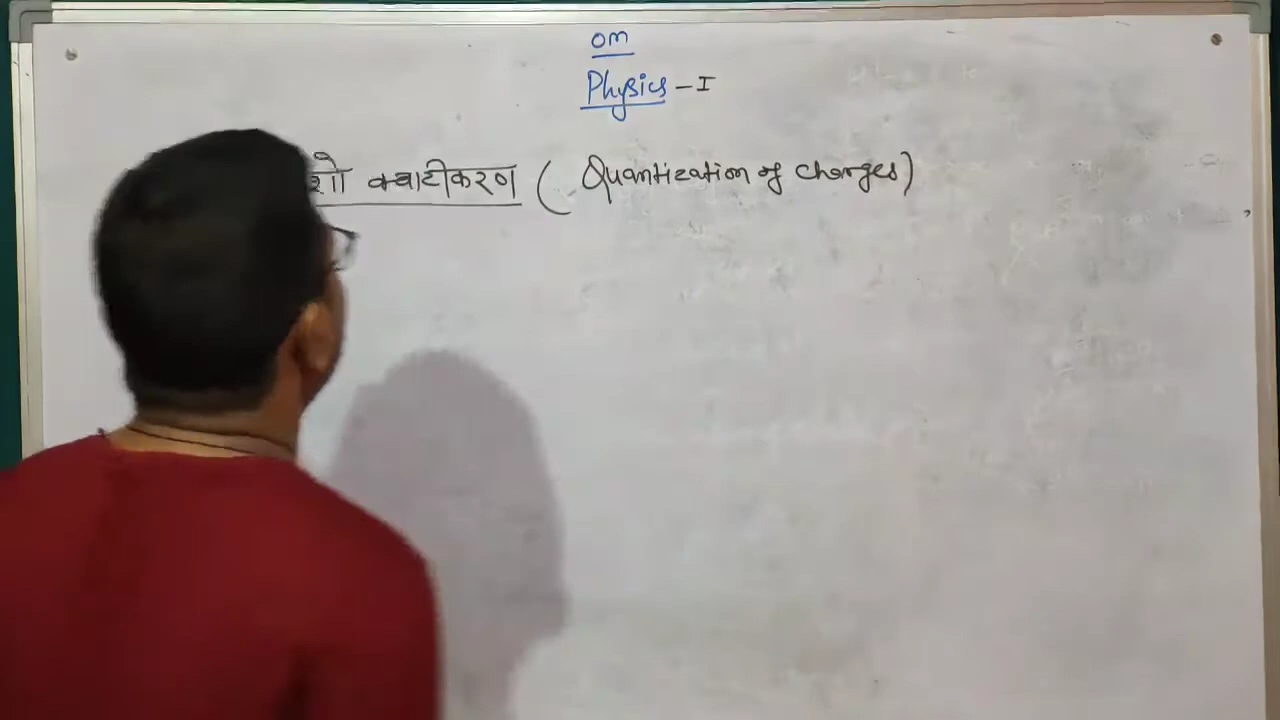 om
Physics - I
क्वाटीकरण ( Quantization of charges)